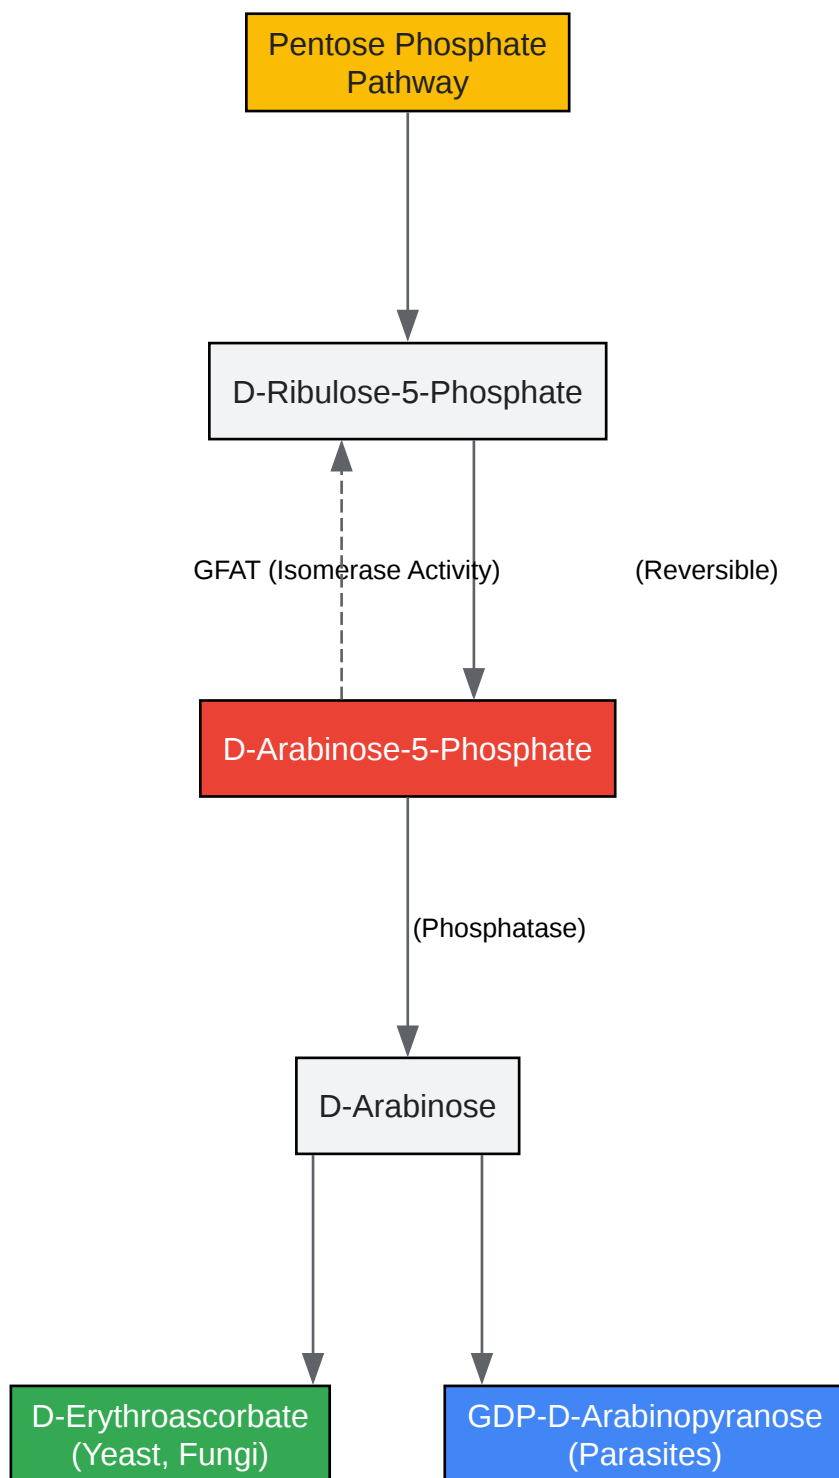 Pentose Phosphate
Pathway
D-Ribulose-5-Phosphate
GFAT (Isomerase Activity)
(Reversible)
D-Arabinose-5-Phosphate
(Phosphatase)
D-Arabinose
D-Erythroascorbate
(Yeast, Fungi)
GDP-D-Arabinopyranose
(Parasites)